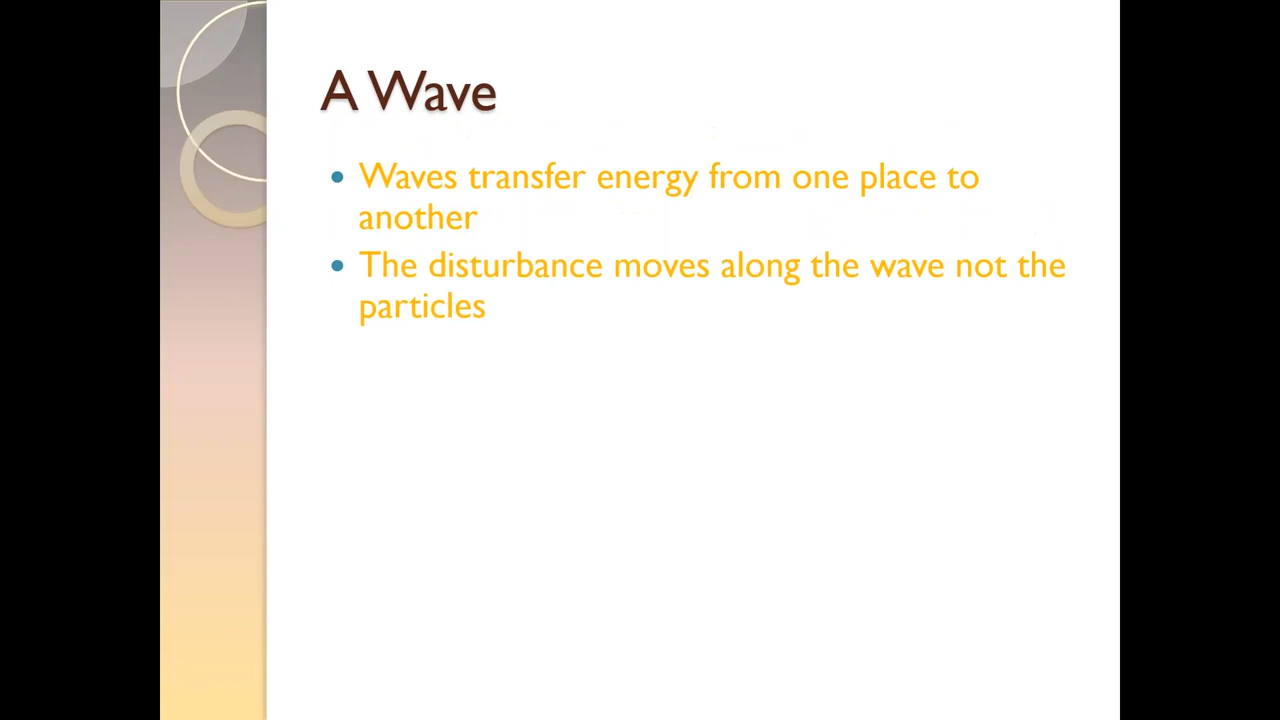 A Wave
• Waves transfer energy from one place to
another
• The disturbance moves along the wave not the
particles